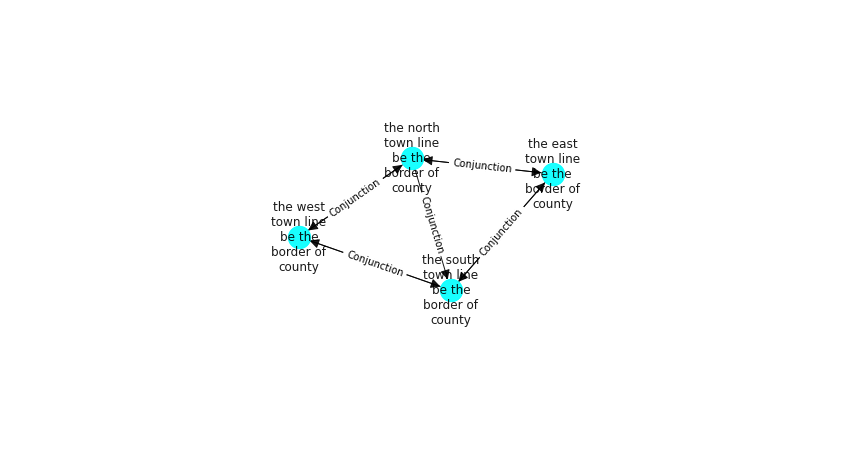 the north
town line
be the
border of
county
the east
town line
be the
border of
county
the west
town line
be the
border of
county
the south
town line
be the
border of
county
Conjunction
Conjunction
Conjunction
Conjunction
Conjunction